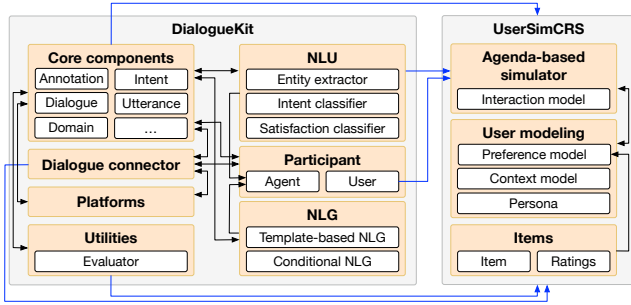 DialogueKit
Core components
Annotation
Intent
Dialogue
Utterance
Domain
...
Dialogue connector
Platforms
Utilities
Evaluator
NLU
Entity extractor
Intent classifier
Satisfaction classifier
Participant
Agent
User
NLG
Template-based NLG
Conditional NLG
UserSimCRS
Agenda-based
simulator
Interaction model
User modeling
Preference model
Context model
Persona
Items
Item
Ratings